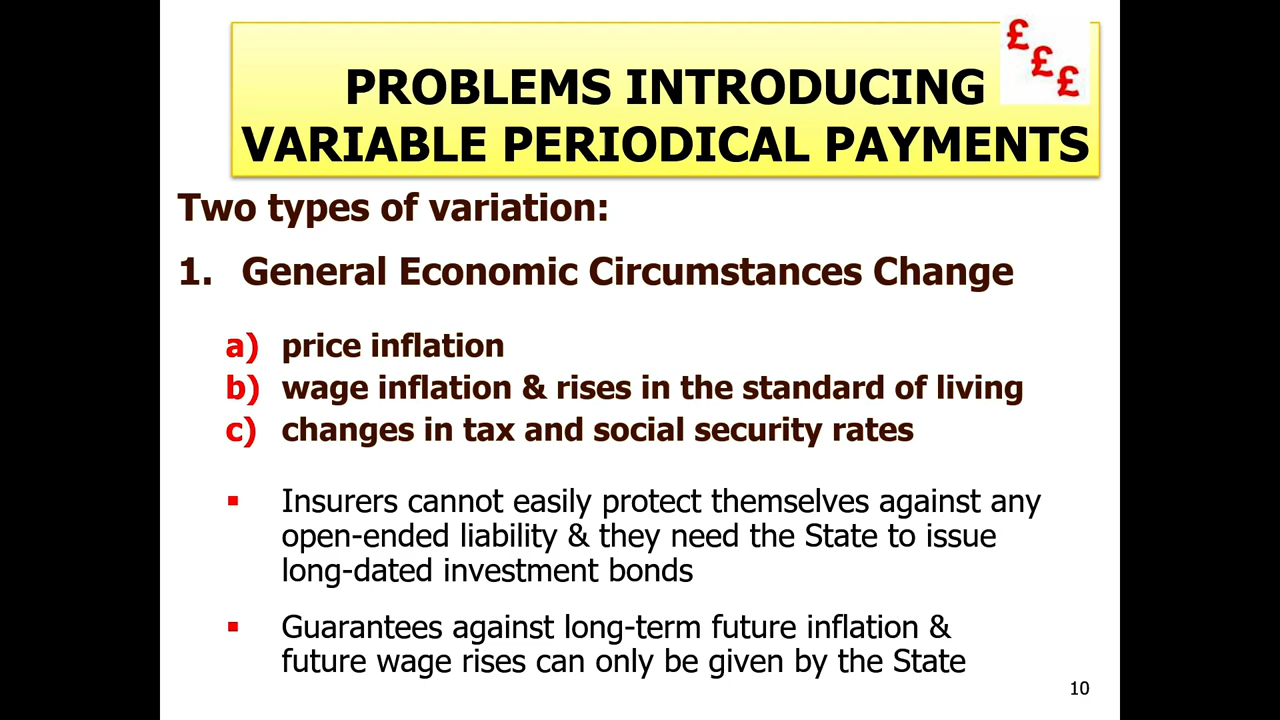 £
£
£
PROBLEMS INTRODUCING
VARIABLE PERIODICAL PAYMENTS
Two types of variation:
1. General Economic Circumstances Change
a) price inflation
b) wage inflation & rises in the standard of living
c) changes in tax and social security rates
▪ Insurers cannot easily protect themselves against any
open-ended liability & they need the State to issue
long-dated investment bonds
▪ Guarantees against long-term future inflation &
future wage rises can only be given by the State
10